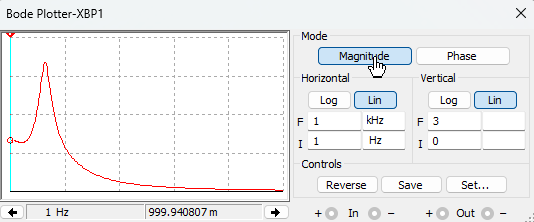 Bode Plotter-XBP1
Mode
Magnitude Phase
Horizontal Vertical
Log Lin Log Lin
F 1 kHz F 3
I 1 Hz I 0
Controls
Reverse Save Set...
1 Hz 999.940807 m
+ In − + Out −